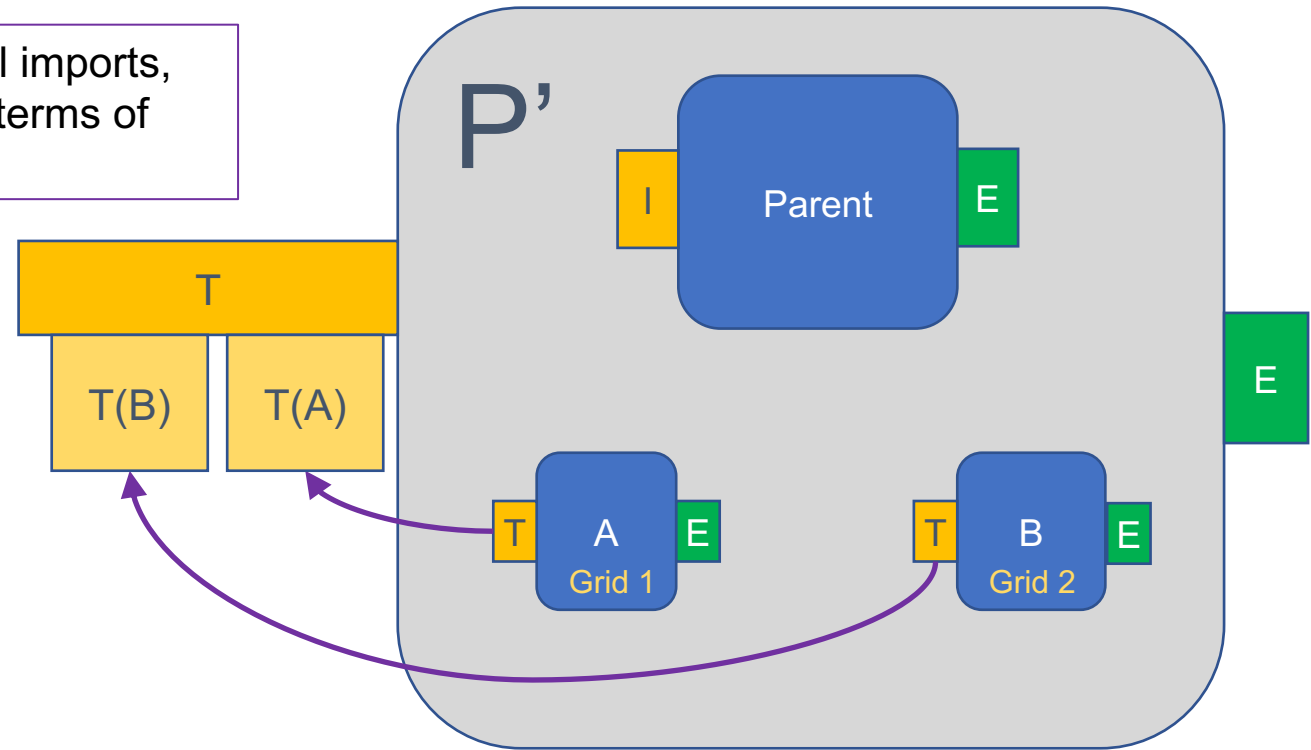 l imports,
terms of
P’
I
Parent
E
T
T(B)
T(A)
E
T
A
E
Grid 1
T
B
E
Grid 2